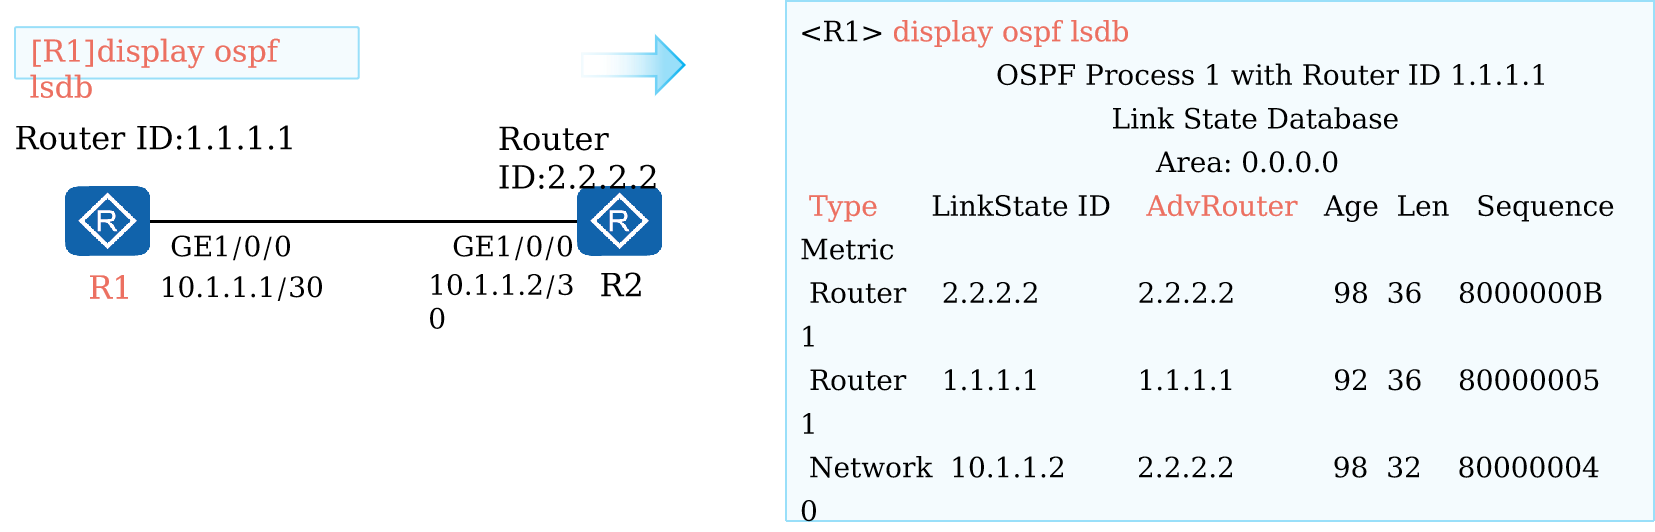 [R1]display ospf
lsdb
Router ID:1.1.1.1
Router
ID:2.2.2.2
R
R
GE1/0/0
GE1/0/0
R1
10.1.1.1/30
10.1.1.2/3
0
R2
<R1> display ospf lsdb
OSPF Process 1 with Router ID 1.1.1.1
Link State Database
Area: 0.0.0.0
Type LinkState ID AdvRouter Age Len Sequence
Metric
Router 2.2.2.2 2.2.2.2 98 36 8000000B
1
Router 1.1.1.1 1.1.1.1 92 36 80000005
1
Network 10.1.1.2 2.2.2.2 98 32 80000004
0